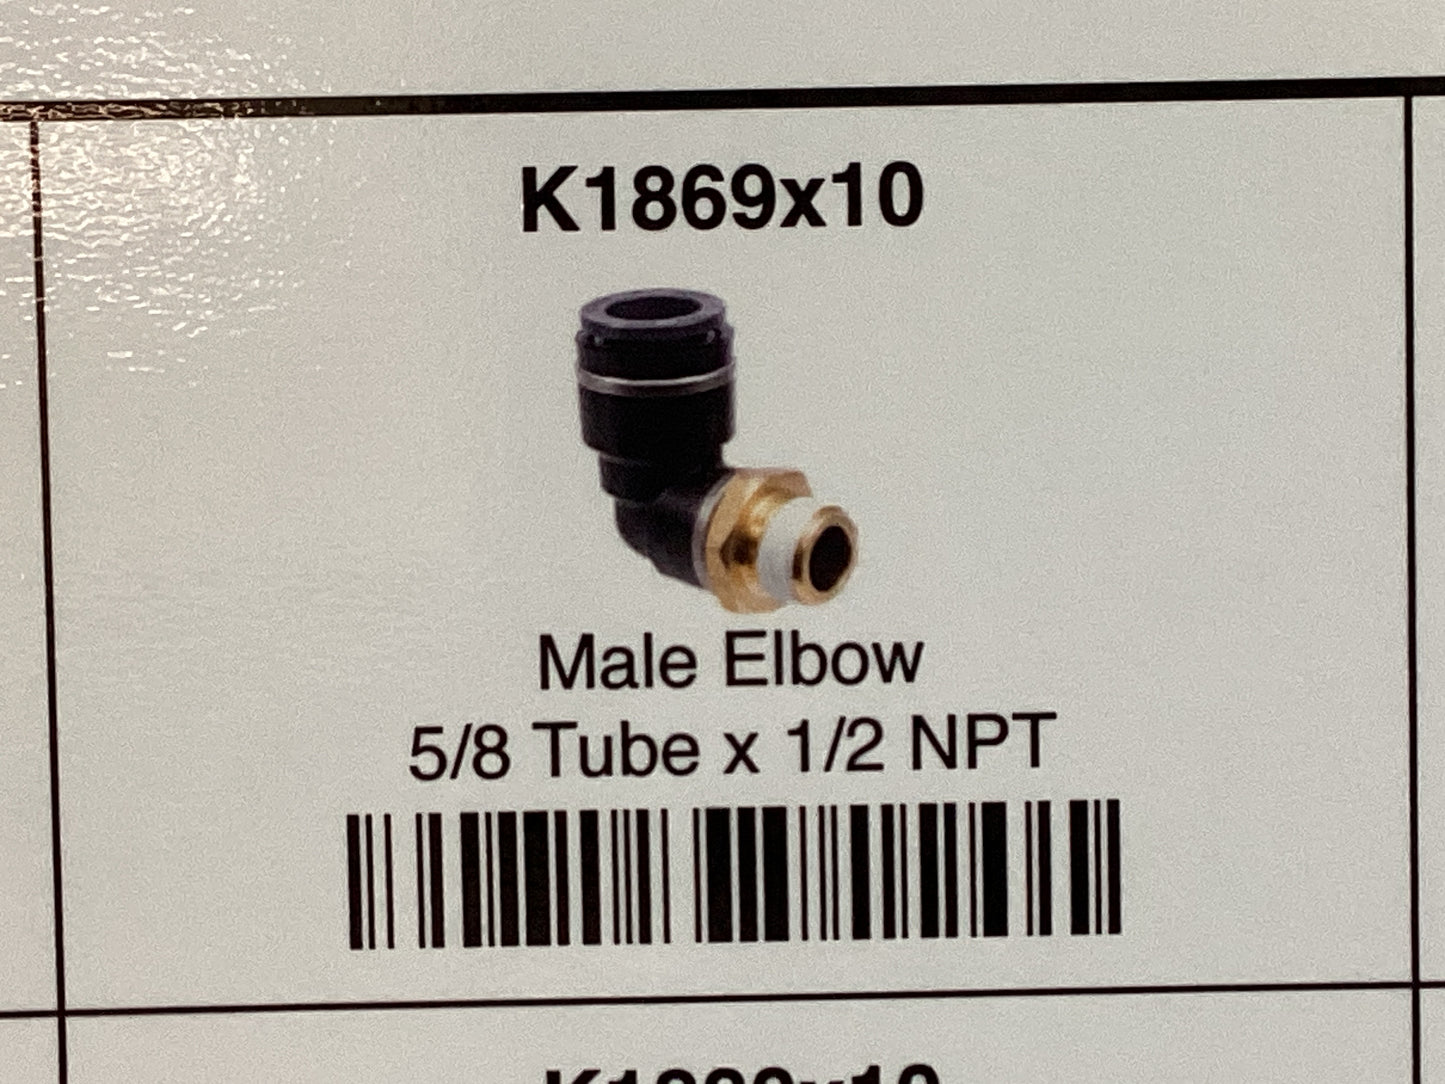 K1869x10
Male Elbow
5/8 Tube x 1/2 NPT